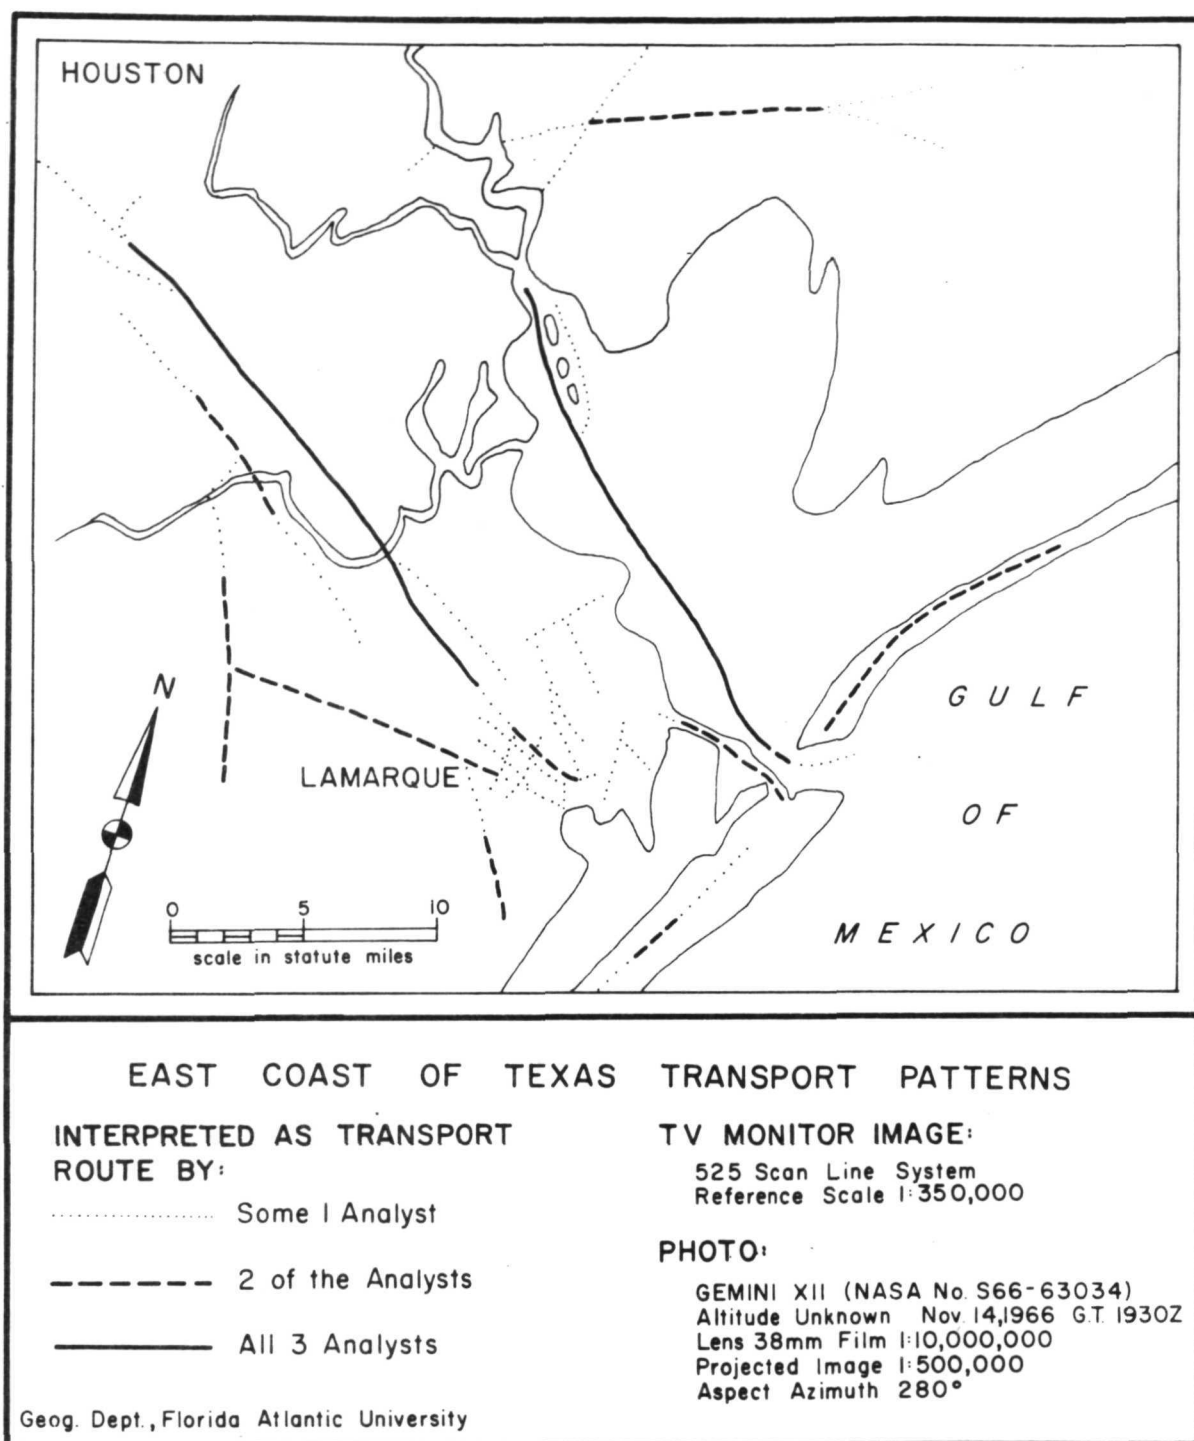 HOUSTON
GULF
OF
MEXICO
N
LAMARQUE
0 5 10
scale in statute miles
EAST COAST OF TEXAS TRANSPORT PATTERNS
INTERPRETED AS TRANSPORT
ROUTE BY:
Some 1 Analyst
2 of the Analysts
All 3 Analysts
Geog. Dept., Florida Atlantic University
TV MONITOR IMAGE:
525 Scan Line System
Reference Scale 1:350,000
PHOTO:
GEMINI XII (NASA No. S66-63034)
Altitude Unknown Nov. 14,1966 G.T. 1930Z
Lens 38mm Film 1:10,000,000
Projected Image 1:500,000
Aspect Azimuth 280°